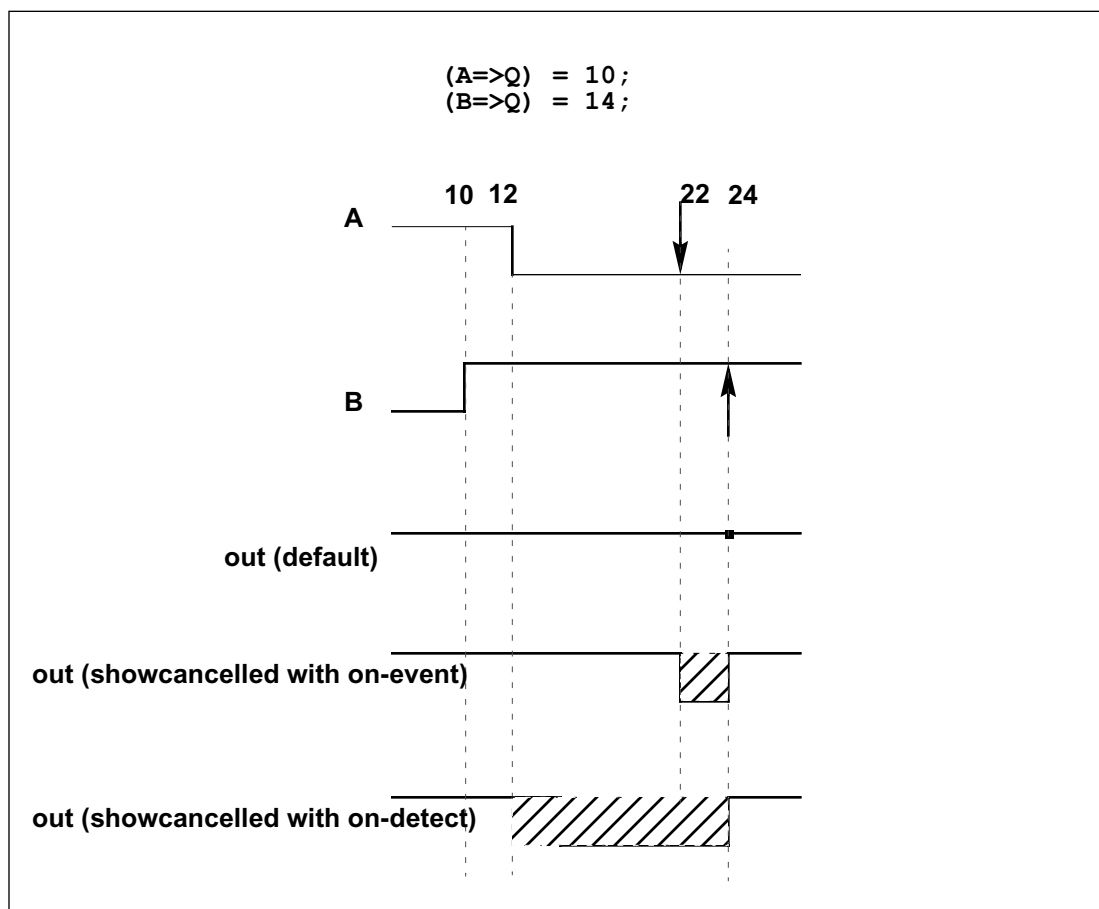 (A=>Q) = 10;
(B=>Q) = 14;
10 12 22 24
A
B
out (default)
out (showcancelled with on-event)
out (showcancelled with on-detect)